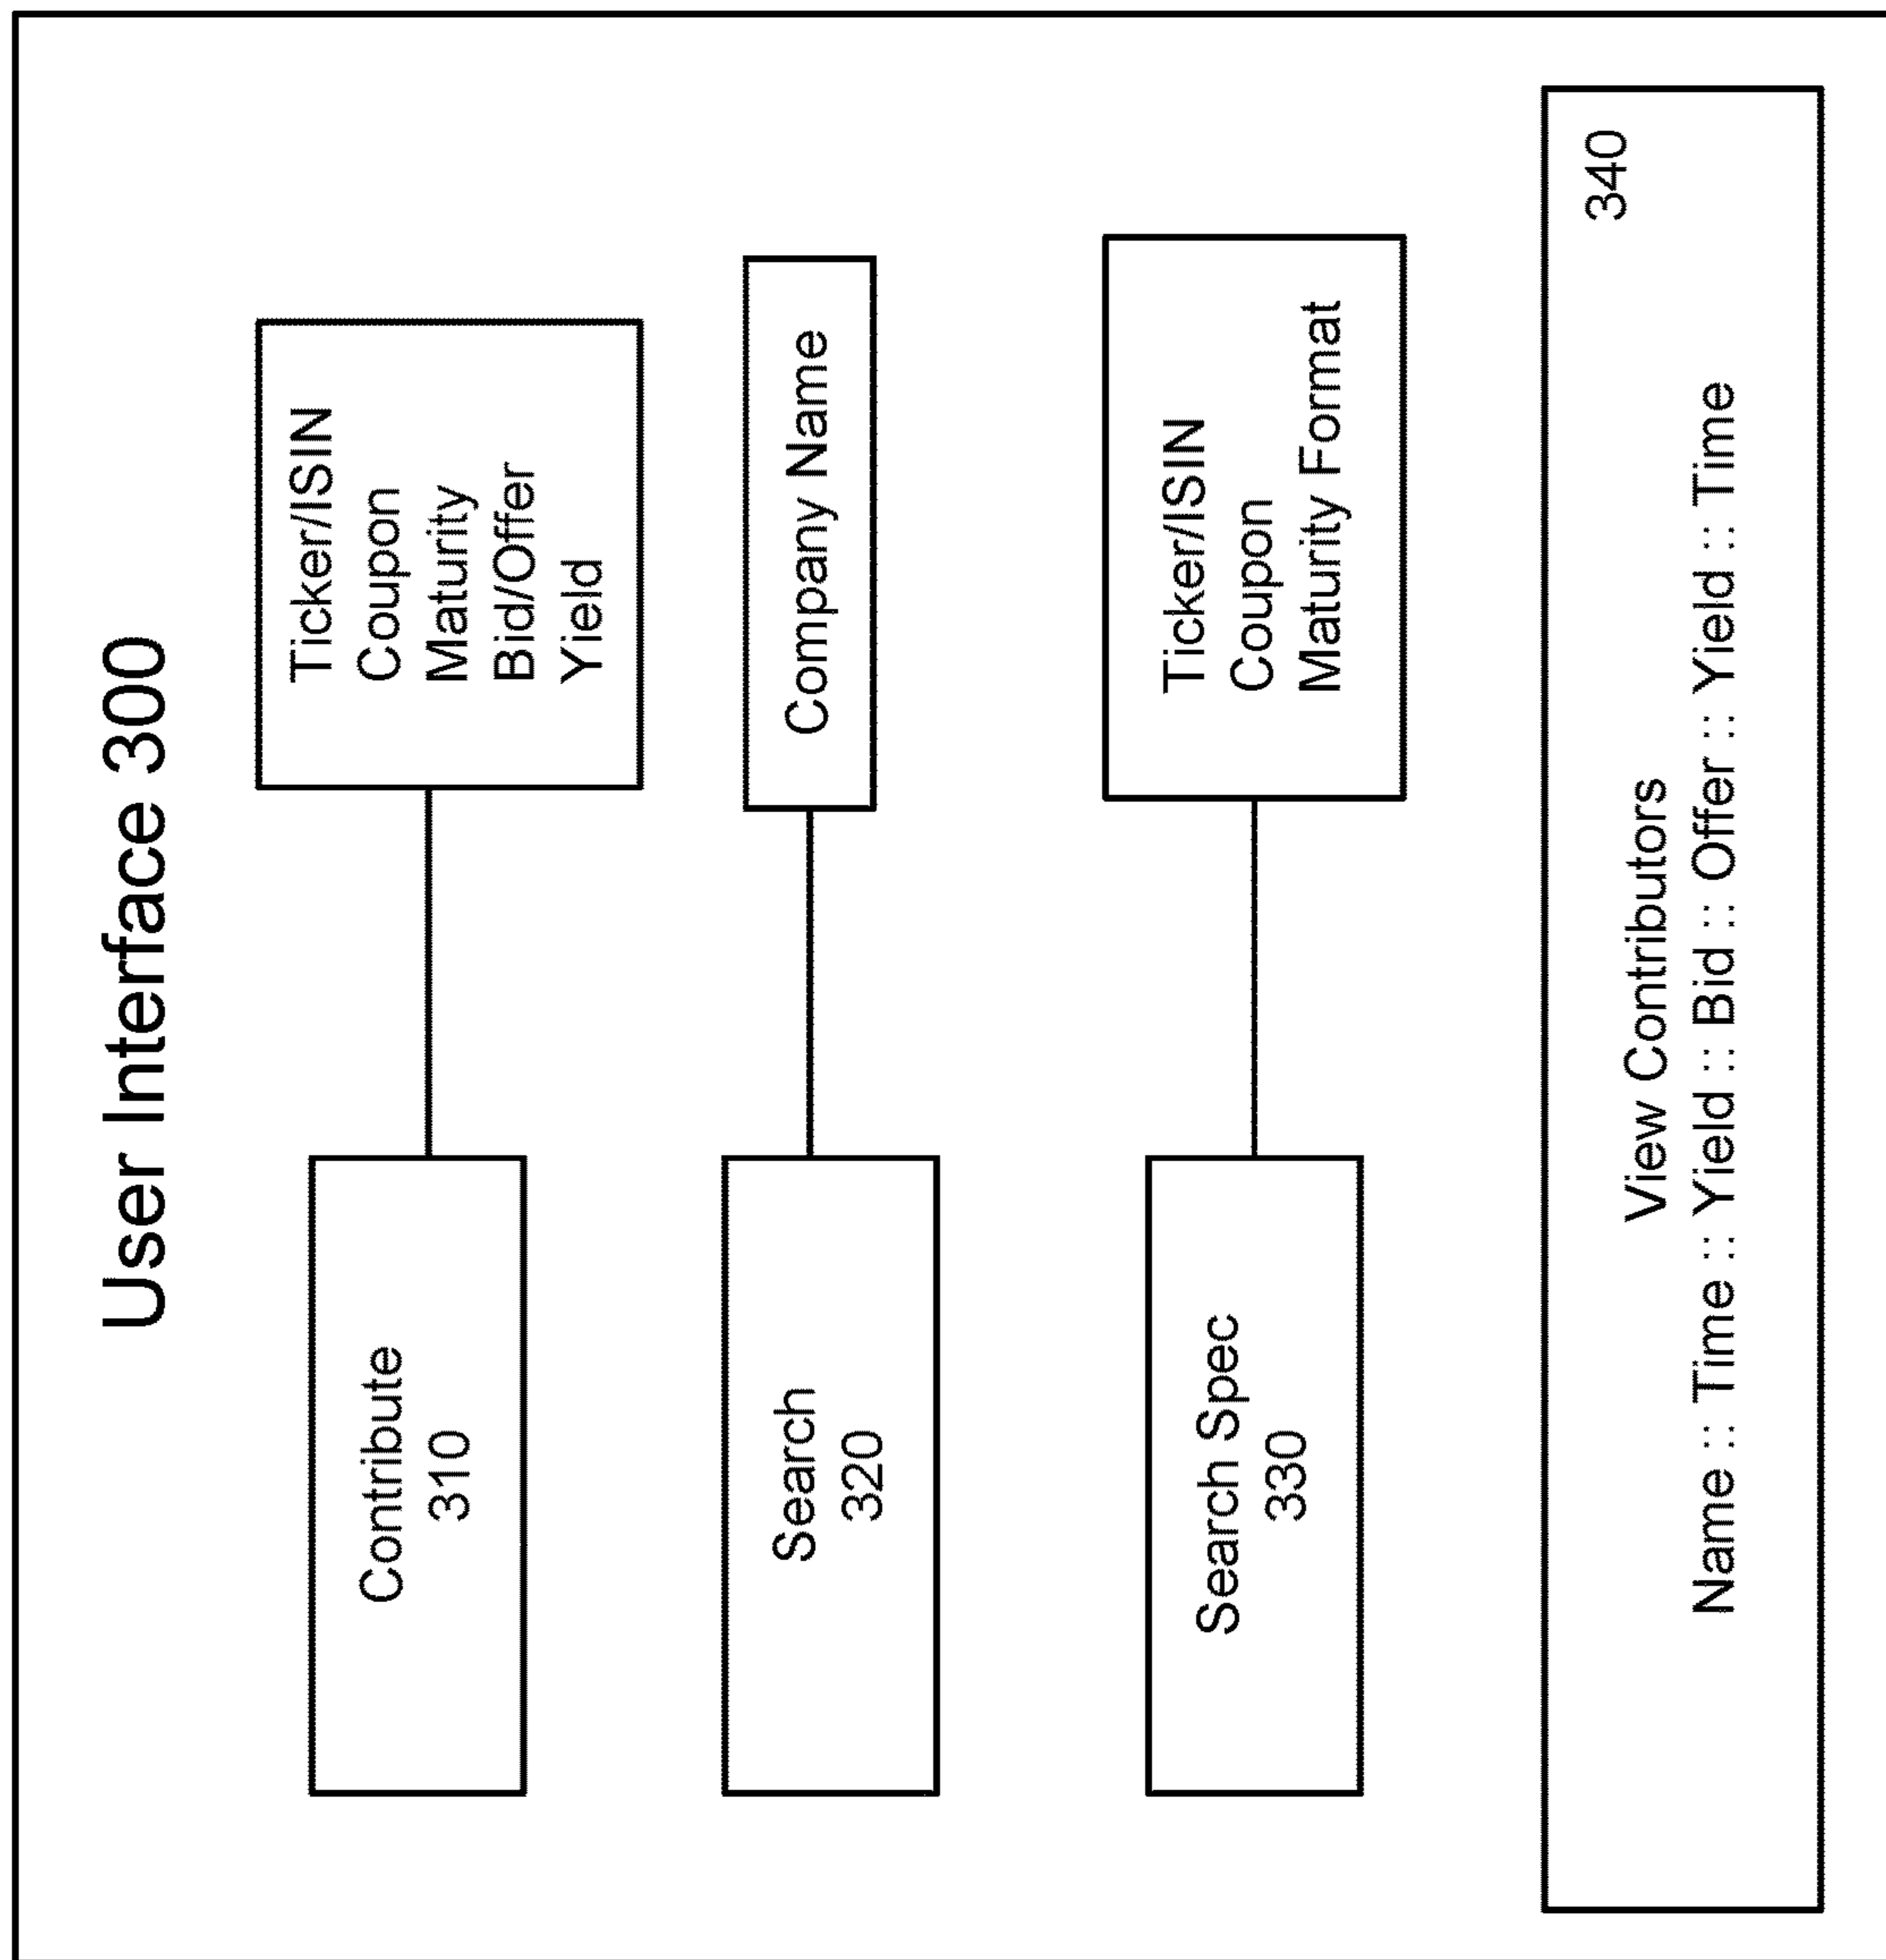 User Interface 300
Contribute
310
Ticker/ISIN
Coupon
Maturity
Bid/Offer
Yield
Search
320
Company Name
Search Spec
330
Ticker/ISIN
Coupon
Maturity Format
340
View Contributors
Name :: Time :: Yield :: Bid :: Offer :: Yield :: Time